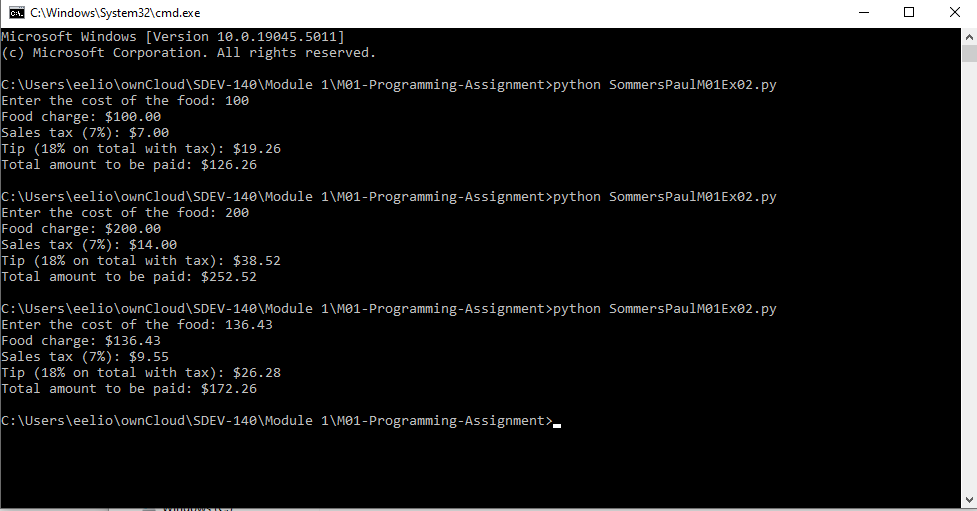 C:\Windows\System32\cmd.exe
Microsoft Windows [Version 10.0.19045.5011]
(c) Microsoft Corporation. All rights reserved.
C:\Users\eelio\ownCloud\SDEV-140\Module 1\M01-Programming-Assignment>python SommersPaulM01Ex02.py
Enter the cost of the food: 100
Food charge: $100.00
Sales tax (7%): $7.00
Tip (18% on total with tax): $19.26
Total amount to be paid: $126.26
C:\Users\eelio\ownCloud\SDEV-140\Module 1\M01-Programming-Assignment>python SommersPaulM01Ex02.py
Enter the cost of the food: 200
Food charge: $200.00
Sales tax (7%): $14.00
Tip (18% on total with tax): $38.52
Total amount to be paid: $252.52
C:\Users\eelio\ownCloud\SDEV-140\Module 1\M01-Programming-Assignment>python SommersPaulM01Ex02.py
Enter the cost of the food: 136.43
Food charge: $136.43
Sales tax (7%): $9.55
Tip (18% on total with tax): $26.28
Total amount to be paid: $172.26
C:\Users\eelio\ownCloud\SDEV-140\Module 1\M01-Programming-Assignment>